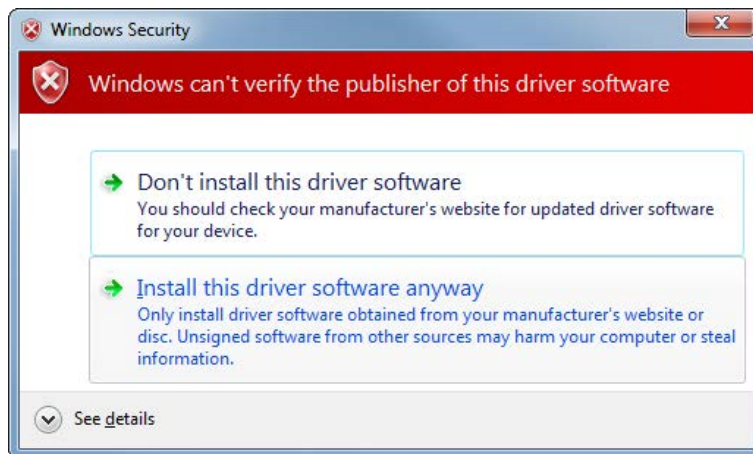 Windows Security
Windows can't verify the publisher of this driver software
Don't install this driver software
You should check your manufacturer's website for updated driver software
for your device.
Install this driver software anyway
Only install driver software obtained from your manufacturer's website or
disc. Unsigned software from other sources may harm your computer or steal
information.
See details